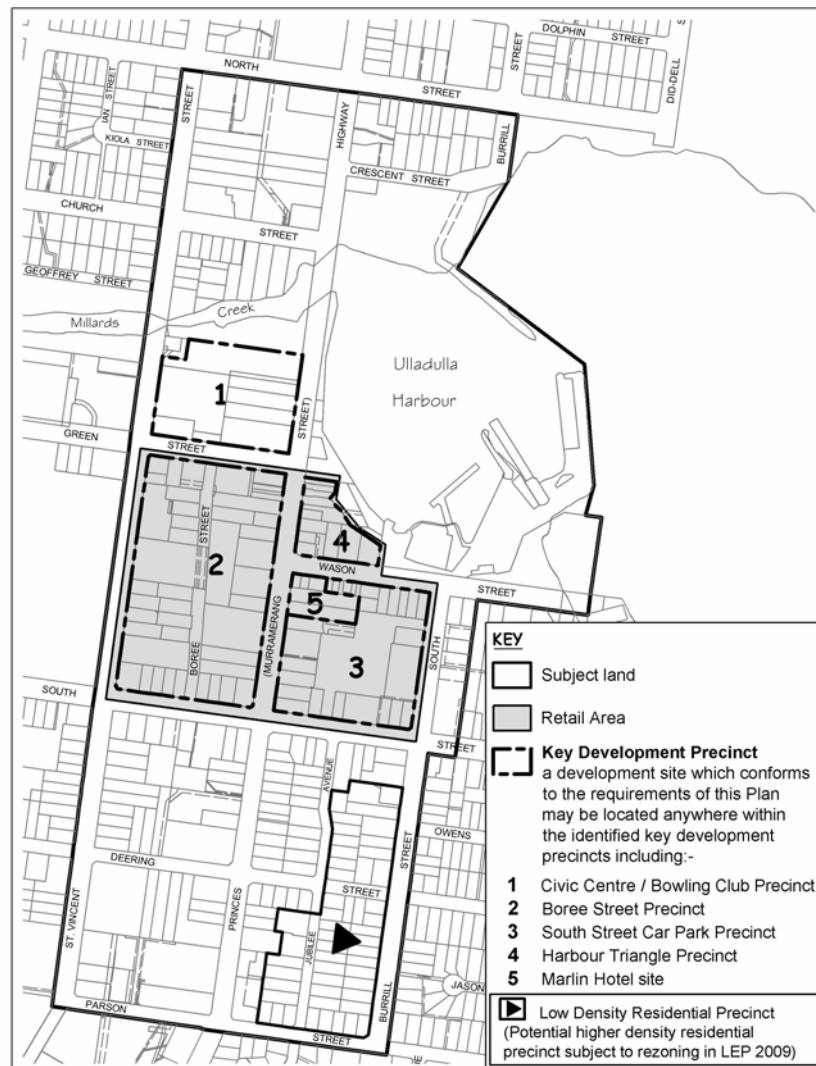 DOLPHIN
STREET
STREET
DID-DELL
NORTH
STREET
STREET
IAN STREET
KIOLA STREET
HIGHWAY
BURRILL
CRESCENT STREET
CHURCH
STREET
GEOFFREY STREET
Millards
Creek
Ulladulla
Harbour
1
STREET)
GREEN
STREET
STREET
2
4
WASON
STREET
5
(MURRAMERANG
3
BOREE
SOUTH
SOUTH
STREET
AVENUE
STREET
OWENS
DEERING
STREET
PRINCES
ST. VINCENT
JUBILEE
BURRILL
JASON
PARSON
STREET
KEY
Subject land
Retail Area
Key Development Precinct
a development site which conforms
to the requirements of this Plan
may be located anywhere within
the identified key development
precincts including:-
1 Civic Centre / Bowling Club Precinct
2 Boree Street Precinct
3 South Street Car Park Precinct
4 Harbour Triangle Precinct
5 Marlin Hotel site
Low Density Residential Precinct
(Potential higher density residential
precinct subject to rezoning in LEP 2009)